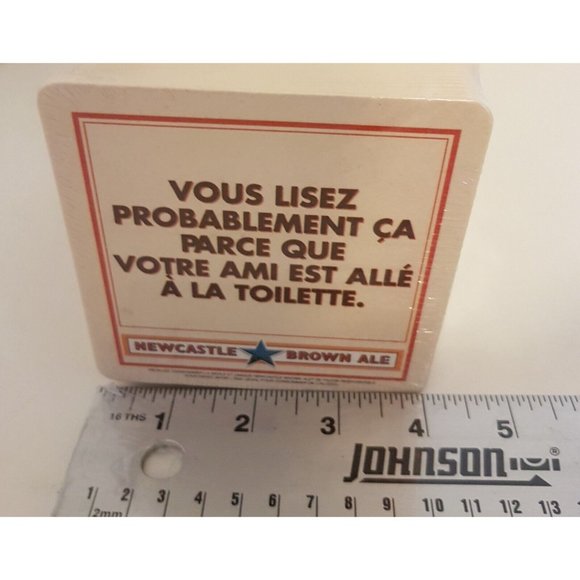 VOUS LISEZ
PROBABLEMENT ÇA
PARCE QUE
VOTRE AMI EST ALLÉ
À LA TOILETTE.
NEWCASTLE BROWN ALE
16 THS 1 2 3 4 5
JOHNSON ®
1 2 3 4 5 6 7 8 9 10 11 12 13
2mm